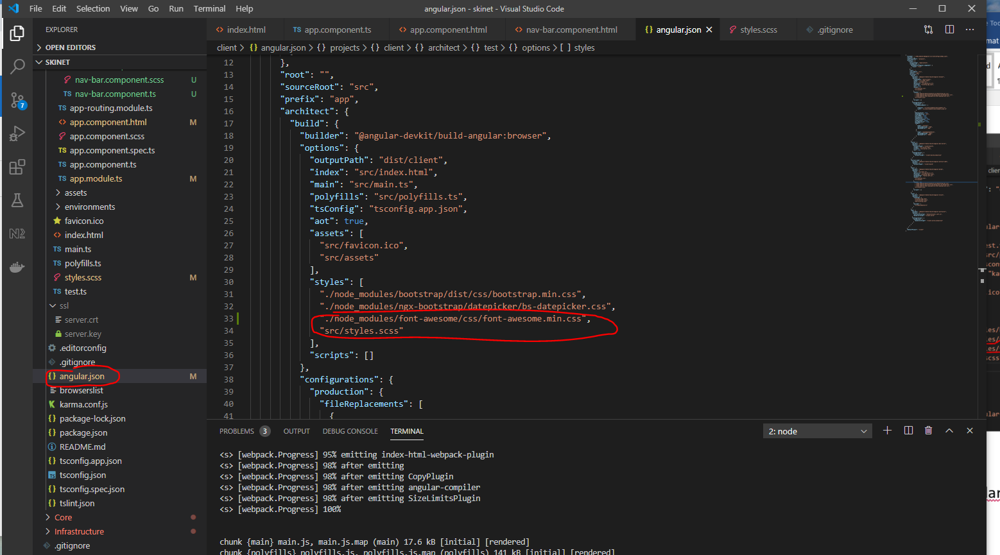 File Edit Selection View Go Run Terminal Help
angular.json - skinet - Visual Studio Code
EXPLORER
OPEN EDITORS
SKINET
nav-bar.component.scss U
nav-bar.component.ts U
app-routing.module.ts
app.component.html M
app.component.scss
app.component.spec.ts
app.component.ts
app.module.ts M
assets
environments
favicon.ico
index.html
main.ts
polyfills.ts
styles.scss M
test.ts
ssl
server.crt
server.key
.editorconfig
.gitignore
angular.json M
browserslist
karma.conf.js
package-lock.json
package.json
README.md
tsconfig.app.json
tsconfig.json
tsconfig.spec.json
tslint.json
Core
Infrastructure
.gitignore
7
index.html
TS app.component.ts
app.component.html
nav-bar.component.html
{} angular.json
styles.scss
.gitignore
client > {} angular.json > {} projects > {} client > {} architect > {} test > {} options > [ ] styles
12 },
13 "root": "",
14 "sourceRoot": "src",
15 "prefix": "app",
16 "architect": {
17 "build": {
18 "builder": "@angular-devkit/build-angular:browser",
19 "options": {
20 "outputPath": "dist/client",
21 "index": "src/index.html",
22 "main": "src/main.ts",
23 "polyfills": "src/polyfills.ts",
24 "tsConfig": "tsconfig.app.json",
25 "aot": true,
26 "assets": [
27 "src/favicon.ico",
28 "src/assets"
29 ],
30 "styles": [
31 "./node_modules/bootstrap/dist/css/bootstrap.min.css",
32 "./node_modules/ngx-bootstrap/datepicker/bs-datepicker.css",
33 "./node_modules/font-awesome/css/font-awesome.min.css",
34 "src/styles.scss"
35 ],
36 "scripts": []
37 },
38 "configurations": {
39 "production": {
40 "fileReplacements": [
41 {
PROBLEMS 3 OUTPUT DEBUG CONSOLE TERMINAL
2: node
<s> [webpack.Progress] 95% emitting index-html-webpack-plugin
<s> [webpack.Progress] 98% after emitting
<s> [webpack.Progress] 98% after emitting CopyPlugin
<s> [webpack.Progress] 98% after emitting angular-compiler
<s> [webpack.Progress] 98% after emitting SizeLimitsPlugin
<s> [webpack.Progress] 100%
chunk {main} main.js, main.js.map (main) 17.6 kB [initial] [rendered]
chunk {polyfills} polyfills.js, polyfills.js.map (polyfills) 141 kB [initial] [rendered]